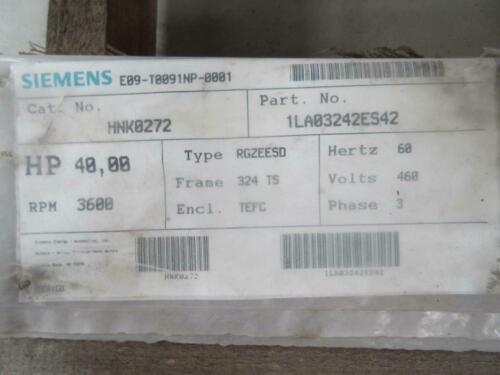 SIEMENS E09-T0091NP-0001
Cat. No. Part. No.
HNK0272 1LA03242ES42
HP 40,00 Type RGZEESD Hertz 60
Frame 324 TS Volts 460
RPM 3600 Encl. TEFC Phase 3
HNK0272 1LA03242ES42